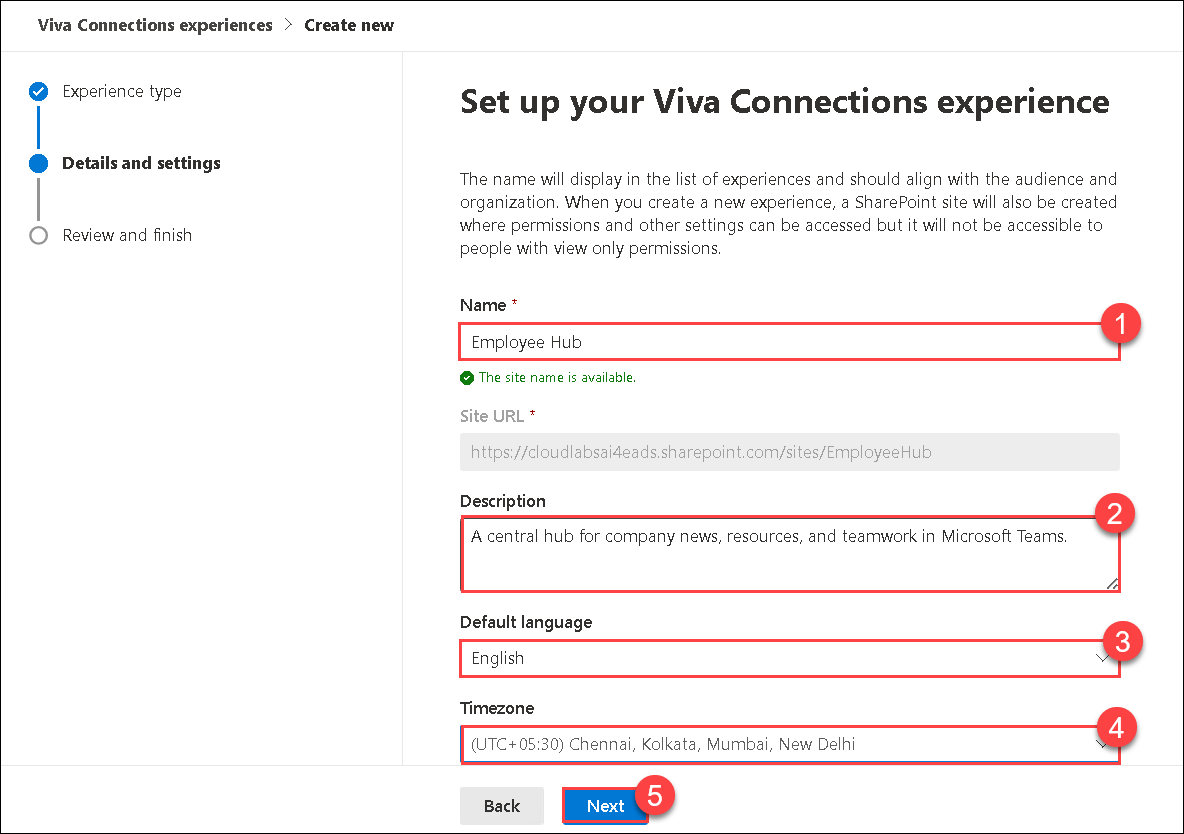 Viva Connections experiences > Create new
Experience type
Details and settings
Review and finish
Set up your Viva Connections experience
The name will display in the list of experiences and should align with the audience and
organization. When you create a new experience, a SharePoint site will also be created
where permissions and other settings can be accessed but it will not be accessible to
people with view only permissions.
Name *
1
Employee Hub
The site name is available.
Site URL *
https://cloudlabsai4eads.sharepoint.com/sites/EmployeeHub
Description
2
A central hub for company news, resources, and teamwork in Microsoft Teams.
Default language
3
English
Timezone
4
(UTC+05:30) Chennai, Kolkata, Mumbai, New Delhi
Back
Next
5